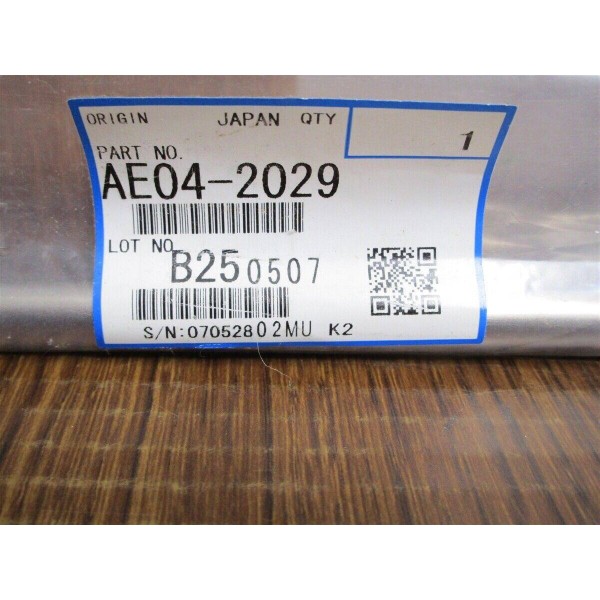 ORIGIN JAPAN QTY 1
PART NO.
AE04-2029
LOT NO.
B25 0507
S/N:07052802MU K2